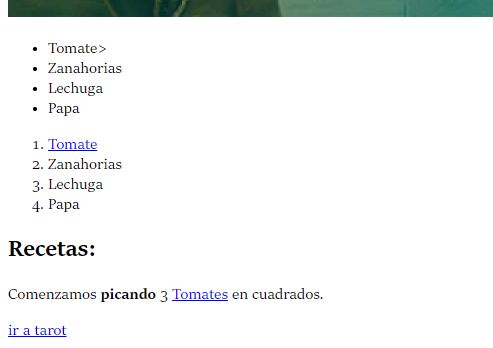 • Tomate>
• Zanahorias
• Lechuga
• Papa
1. Tomate
2. Zanahorias
3. Lechuga
4. Papa
Recetas:
Comenzamos picando 3 Tomates en cuadrados.
ir a tarot